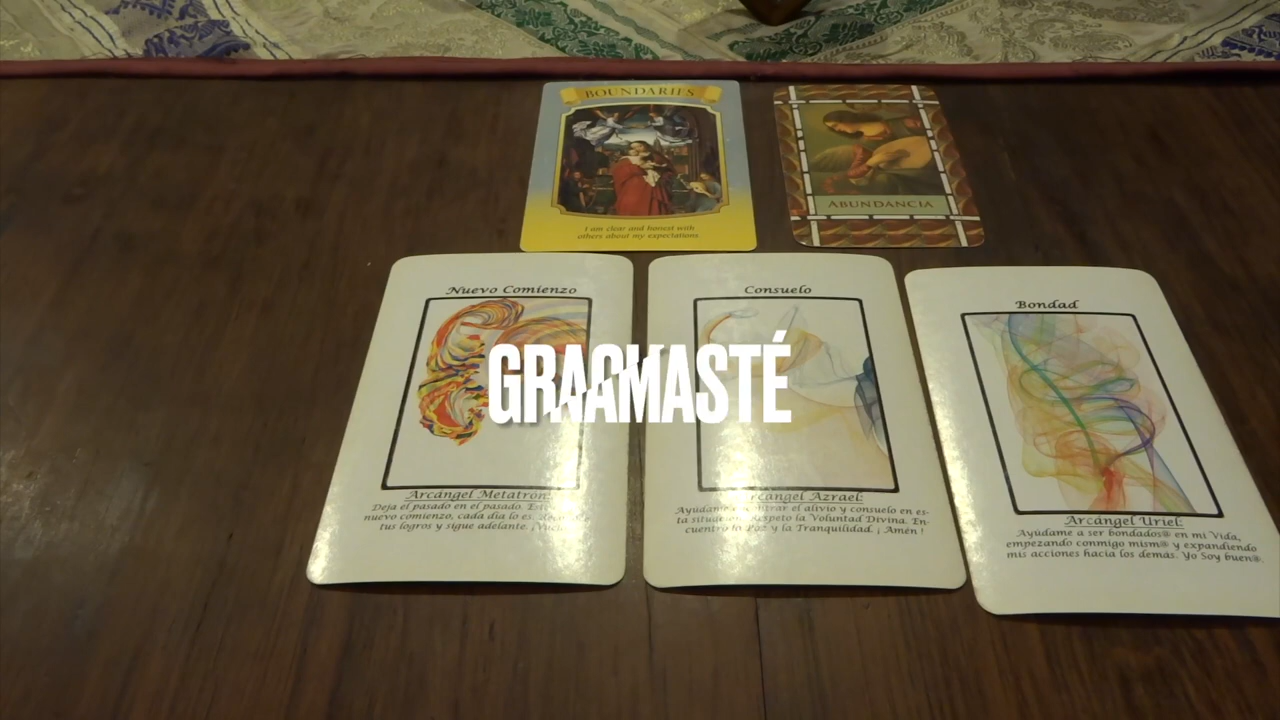 BOUNDARIES
I am clear and honest with
others about my expectations.
ABUNDANCIA
Nuevo Comienzo
Arcángel Metatrón:
Deja el pasado en el pasado.
nuevo comienzo, cada día lo es.
tus logros y sigue adelante.
Consuelo
Arcángel Azrael:
Ayúdame a encontrar el alivio y consuelo en es-
ta situación. Respeto la Voluntad Divina. En-
cuentro la Paz y la Tranquilidad. ¡ Amén !
Bondad
Arcángel Uriel:
Ayúdame a ser bondados@ en mi Vida,
empezando conmigo mism@ y expandiendo
mis acciones hacia los demás. Yo Soy buen@.